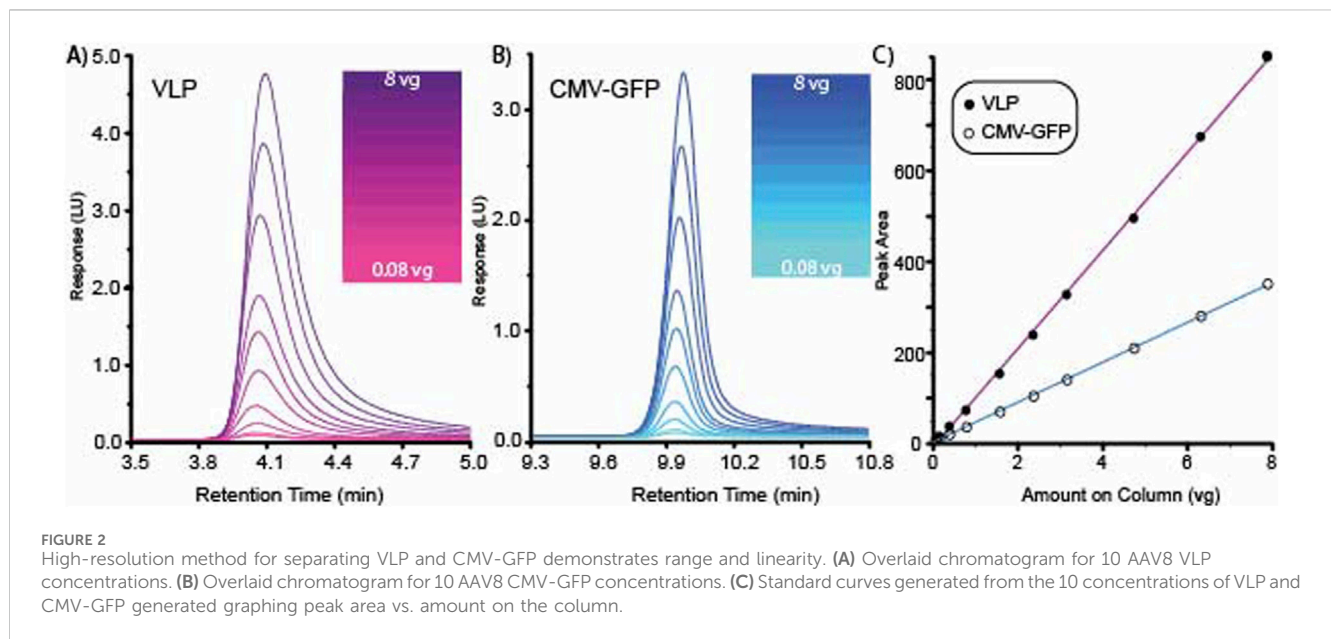 A)
5.0
4.0
3.0
2.0
1.0
0.0
Response (LU)
VLP
8 vg
0.08 vg
3.5 3.8 4.1 4.4 4.7 5.0
Retention Time (min)
B)
3.0
2.0
1.0
0.0
Response (LU)
CMV-GFP
8 vg
0.08 vg
9.3 9.6 9.9 10.2 10.5 10.8
Retention Time (min)
C)
800
600
400
200
0
Peak Area
VLP
CMV-GFP
0 2 4 6 8
Amount on Column (vg)
FIGURE 2
High-resolution method for separating VLP and CMV-GFP demonstrates range and linearity. (A) Overlaid chromatogram for 10 AAV8 VLP
concentrations. (B) Overlaid chromatogram for 10 AAV8 CMV-GFP concentrations. (C) Standard curves generated from the 10 concentrations of VLP and
CMV-GFP generated graphing peak area vs. amount on the column.